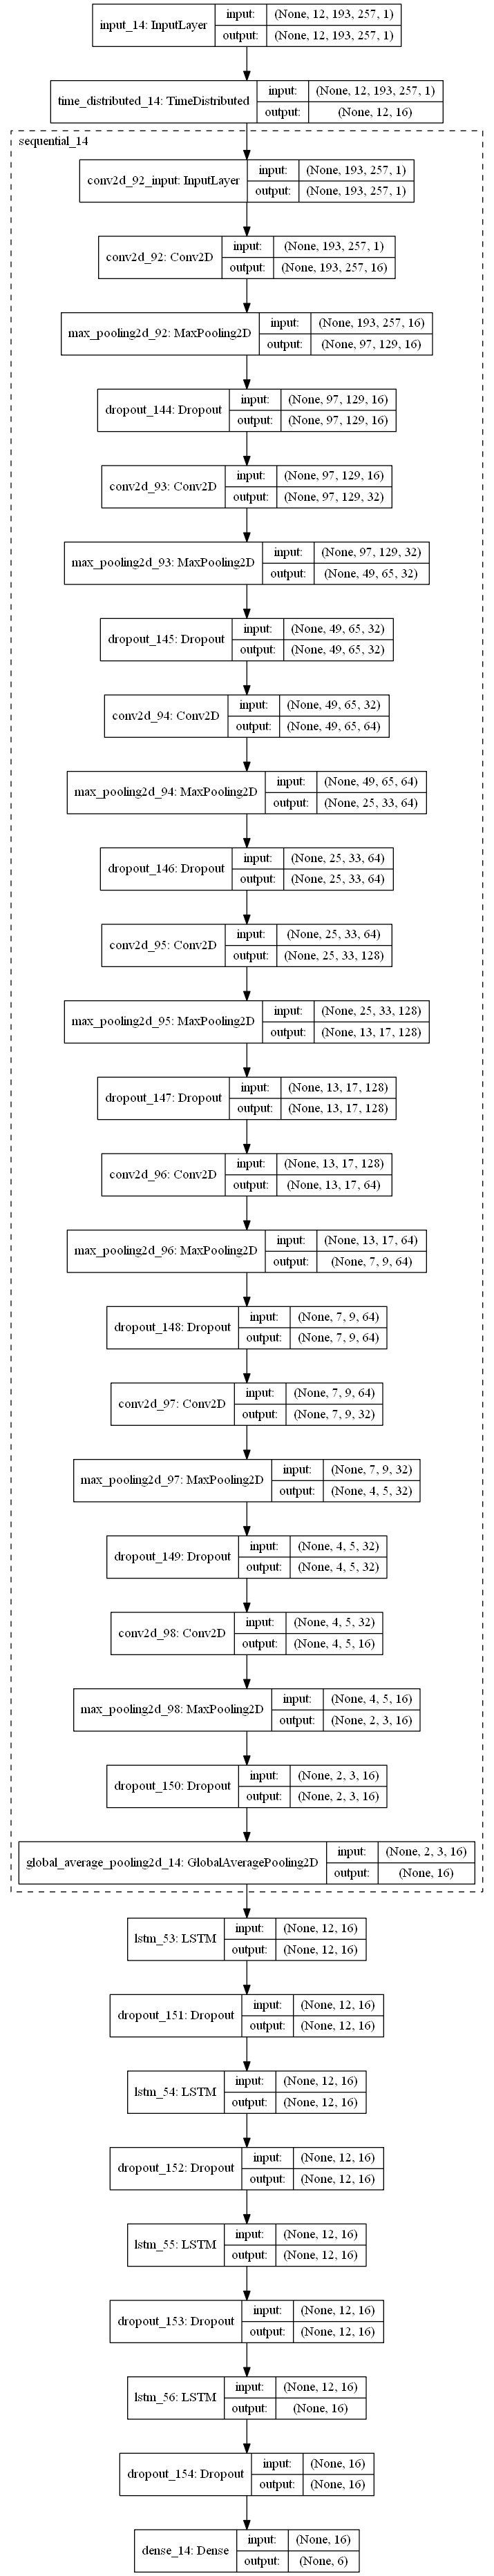 input_14: InputLayer
input: (None, 12, 193, 257, 1)
output: (None, 12, 193, 257, 1)
time_distributed_14: TimeDistributed
input: (None, 12, 193, 257, 1)
output: (None, 12, 16)
sequential_14
conv2d_92_input: InputLayer
input: (None, 193, 257, 1)
output: (None, 193, 257, 1)
conv2d_92: Conv2D
input: (None, 193, 257, 1)
output: (None, 193, 257, 16)
max_pooling2d_92: MaxPooling2D
input: (None, 193, 257, 16)
output: (None, 97, 129, 16)
dropout_144: Dropout
input: (None, 97, 129, 16)
output: (None, 97, 129, 16)
conv2d_93: Conv2D
input: (None, 97, 129, 16)
output: (None, 97, 129, 32)
max_pooling2d_93: MaxPooling2D
input: (None, 97, 129, 32)
output: (None, 49, 65, 32)
dropout_145: Dropout
input: (None, 49, 65, 32)
output: (None, 49, 65, 32)
conv2d_94: Conv2D
input: (None, 49, 65, 32)
output: (None, 49, 65, 64)
max_pooling2d_94: MaxPooling2D
input: (None, 49, 65, 64)
output: (None, 25, 33, 64)
dropout_146: Dropout
input: (None, 25, 33, 64)
output: (None, 25, 33, 64)
conv2d_95: Conv2D
input: (None, 25, 33, 64)
output: (None, 25, 33, 128)
max_pooling2d_95: MaxPooling2D
input: (None, 25, 33, 128)
output: (None, 13, 17, 128)
dropout_147: Dropout
input: (None, 13, 17, 128)
output: (None, 13, 17, 128)
conv2d_96: Conv2D
input: (None, 13, 17, 128)
output: (None, 13, 17, 64)
max_pooling2d_96: MaxPooling2D
input: (None, 13, 17, 64)
output: (None, 7, 9, 64)
dropout_148: Dropout
input: (None, 7, 9, 64)
output: (None, 7, 9, 64)
conv2d_97: Conv2D
input: (None, 7, 9, 64)
output: (None, 7, 9, 32)
max_pooling2d_97: MaxPooling2D
input: (None, 7, 9, 32)
output: (None, 4, 5, 32)
dropout_149: Dropout
input: (None, 4, 5, 32)
output: (None, 4, 5, 32)
conv2d_98: Conv2D
input: (None, 4, 5, 32)
output: (None, 4, 5, 16)
max_pooling2d_98: MaxPooling2D
input: (None, 4, 5, 16)
output: (None, 2, 3, 16)
dropout_150: Dropout
input: (None, 2, 3, 16)
output: (None, 2, 3, 16)
global_average_pooling2d_14: GlobalAveragePooling2D
input: (None, 2, 3, 16)
output: (None, 16)
lstm_53: LSTM
input: (None, 12, 16)
output: (None, 12, 16)
dropout_151: Dropout
input: (None, 12, 16)
output: (None, 12, 16)
lstm_54: LSTM
input: (None, 12, 16)
output: (None, 12, 16)
dropout_152: Dropout
input: (None, 12, 16)
output: (None, 12, 16)
lstm_55: LSTM
input: (None, 12, 16)
output: (None, 12, 16)
dropout_153: Dropout
input: (None, 12, 16)
output: (None, 12, 16)
lstm_56: LSTM
input: (None, 12, 16)
output: (None, 16)
dropout_154: Dropout
input: (None, 16)
output: (None, 16)
dense_14: Dense
input: (None, 16)
output: (None, 6)